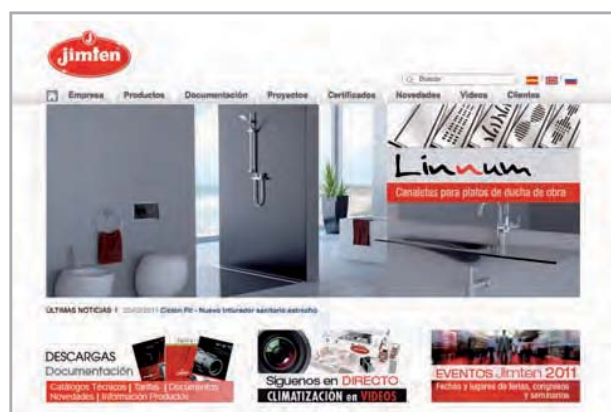 jimten
Buscar
Empresa Productos Documentación Proyectos Certificados Novedades Videos Clientes
Linnum
Canaletas para platos de ducha de obra
ÚLTIMAS NOTICIAS
Nuevo triturador sanitario estrecho
DESCARGAS
Documentación
Catálogos Técnicos | Tarifas | Documentos
Novedades | Información Productos
Síguenos en DIRECTO
CLIMATIZACIÓN en VIDEOS
EVENTOS Jimten 2011
Fechas y lugares de ferias, congresos
y seminarios